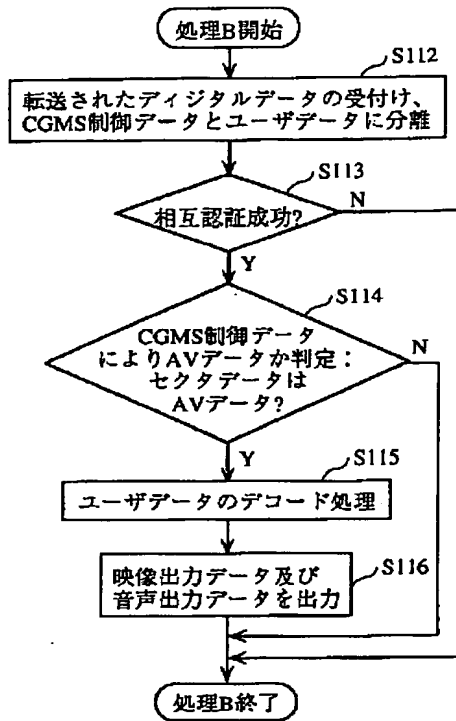 処理B開始
S112
転送されたディジタルデータの受付け、
CGMS制御データとユーザデータに分離
S113
相互認証成功?
N
Y
S114
CGMS制御データ
によりAVデータか判定：
セクタデータは
AVデータ?
N
Y
S115
ユーザデータのデコード処理
S116
映像出力データ及び
音声出力データを出力
処理B終了